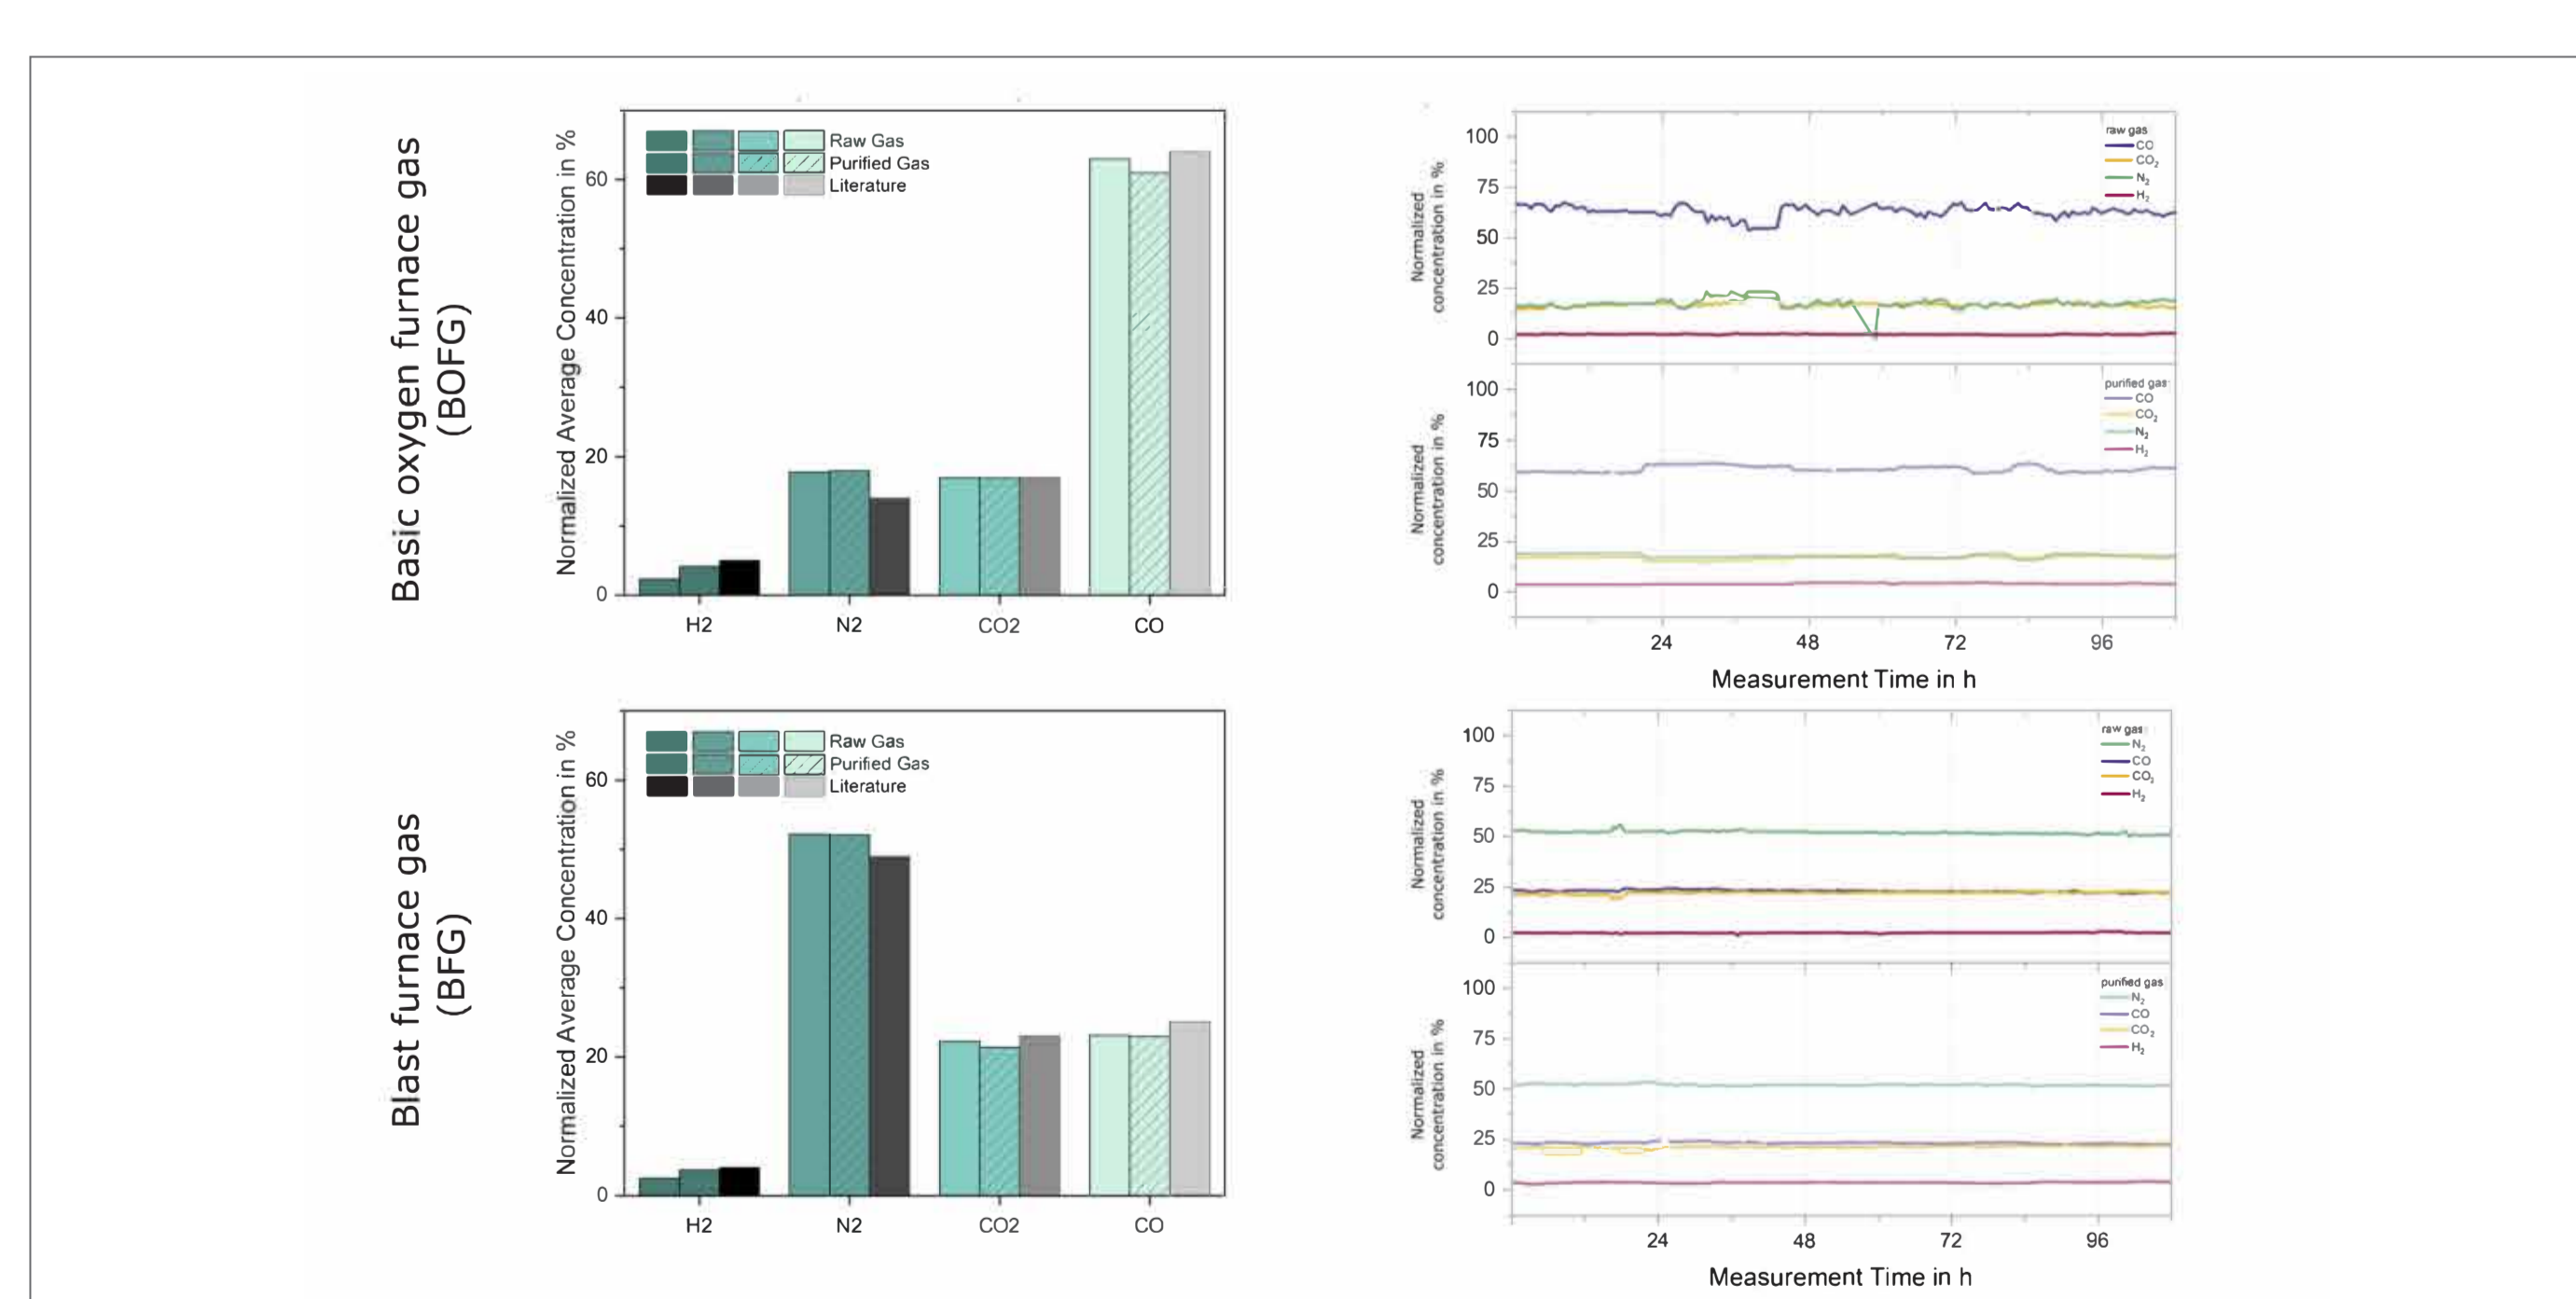 Basic oxygen furnace gas
(BOFG)
Normalized Average Concentration in %
60
40
20
0
Raw Gas
Purified Gas
Literature
H2 N2 CO2 CO
Normalized
concentration in %
100
75
50
25
0
raw gas
CO
CO2
N2
H2
Normalized
concentration in %
100
75
50
25
0
purified gas
CO
CO2
N2
H2
24 48 72 96
Measurement Time in h
Blast furnace gas
(BFG)
Normalized Average Concentration in %
60
40
20
0
Raw Gas
Purified Gas
Literature
H2 N2 CO2 CO
Normalized
concentration in %
100
75
50
25
0
raw gas
N2
CO
CO2
H2
Normalized
concentration in %
100
75
50
25
0
purified gas
N2
CO
CO2
H2
24 48 72 96
Measurement Time in h